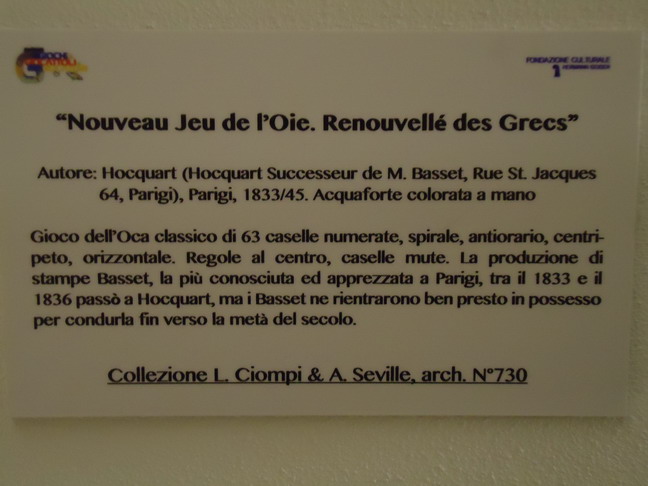 GIOCHI
GIOCATTOLI
FONDAZIONE CULTURALE
“Nouveau Jeu de l’Oie. Renouvellé des Grecs”
Autore: Hocquart (Hocquart Successeur de M. Basset, Rue St. Jacques
64, Parigi), Parigi, 1833/45. Acquaforte colorata a mano
Gioco dell’Oca classico di 63 caselle numerate, spirale, antiorario, centri-
peto, orizzontale. Regole al centro, caselle mute. La produzione di
stampe Basset, la più conosciuta ed apprezzata a Parigi, tra il 1833 e il
1836 passò a Hocquart, ma i Basset ne rientrarono ben presto in possesso
per condurla fin verso la metà del secolo.
Collezione L. Ciompi & A. Seville, arch. N°730